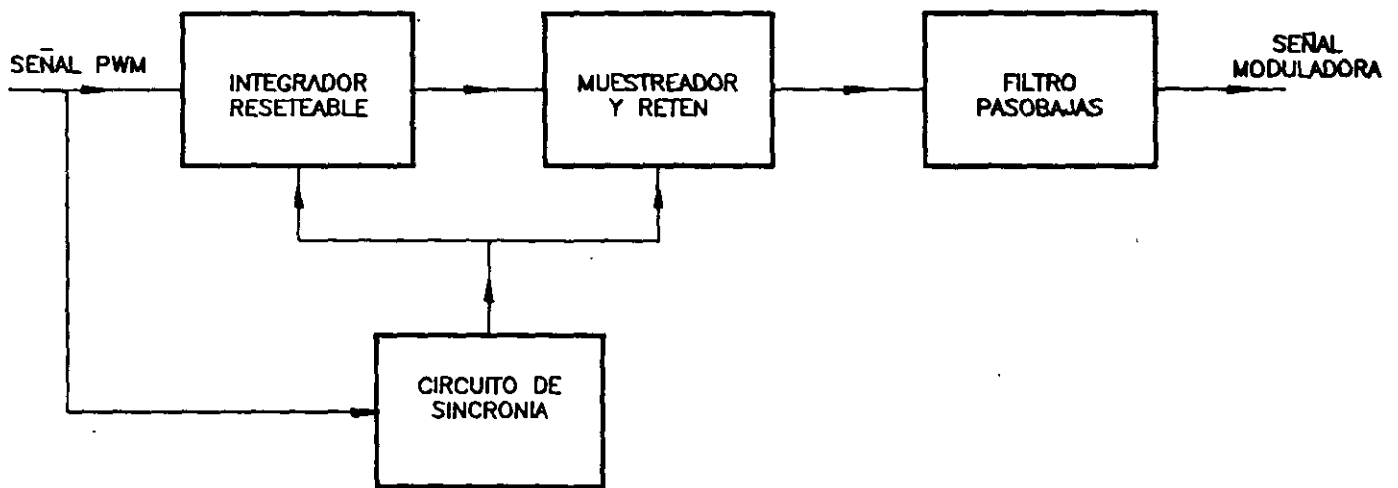 SEÑAL PWM
INTEGRADOR
RESETEABLE
MUESTREADOR
Y RETEN
FILTRO
PASOBAJAS
SEÑAL
MODULADORA
CIRCUITO DE
SINCRONIA